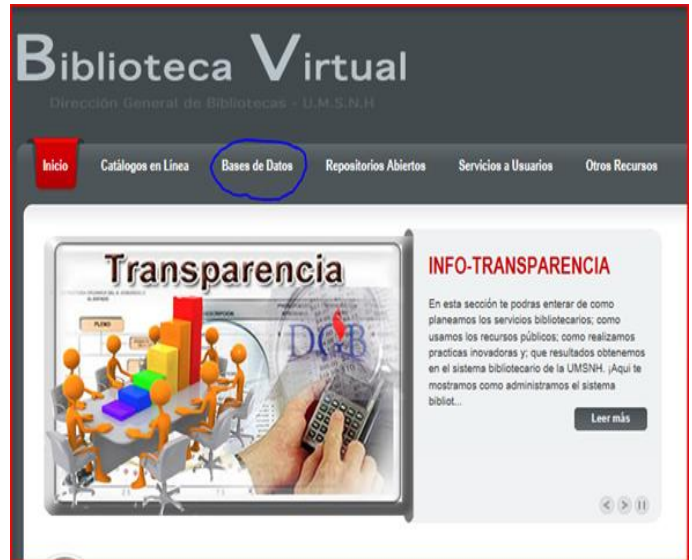 Biblioteca Virtual
Dirección General de Bibliotecas - U.M.S.N.H
Inicio
Catálogos en Línea
Bases de Datos
Repositorios Abiertos
Servicios a Usuarios
Otros Recursos
Transparencia
PLENO
DGB
INFO-TRANSPARENCIA
En esta sección te podras enterar de como
planeamos los servicios bibliotecarios; como
usamos los recursos públicos; como realizamos
practicas inovadoras y; que resultados obtenemos
en el sistema bibliotecario de la UMSNH. ¡Aqui te
mostramos como administramos el sistema
bibliot...
Leer más